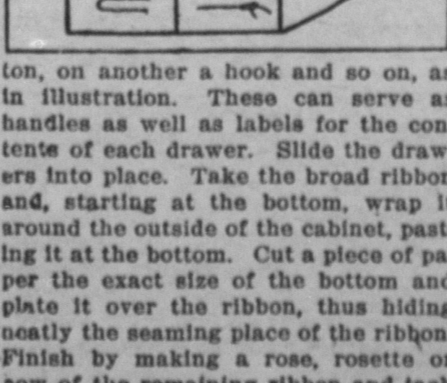 ton, on another a hook and so on, as
in illustration. These can serve as
handles as well as labels for the con
tents of each drawer. Slide the draw
ers into place. Take the broad ribbon
and, starting at the bottom, wrap it
around the outside of the cabinet, past
ing it at the bottom. Cut a piece of pa
per the exact size of the bottom and
plate it over the ribbon, thus hiding
neatly the seaming place of the ribbon
Finish by making a rose, rosette or